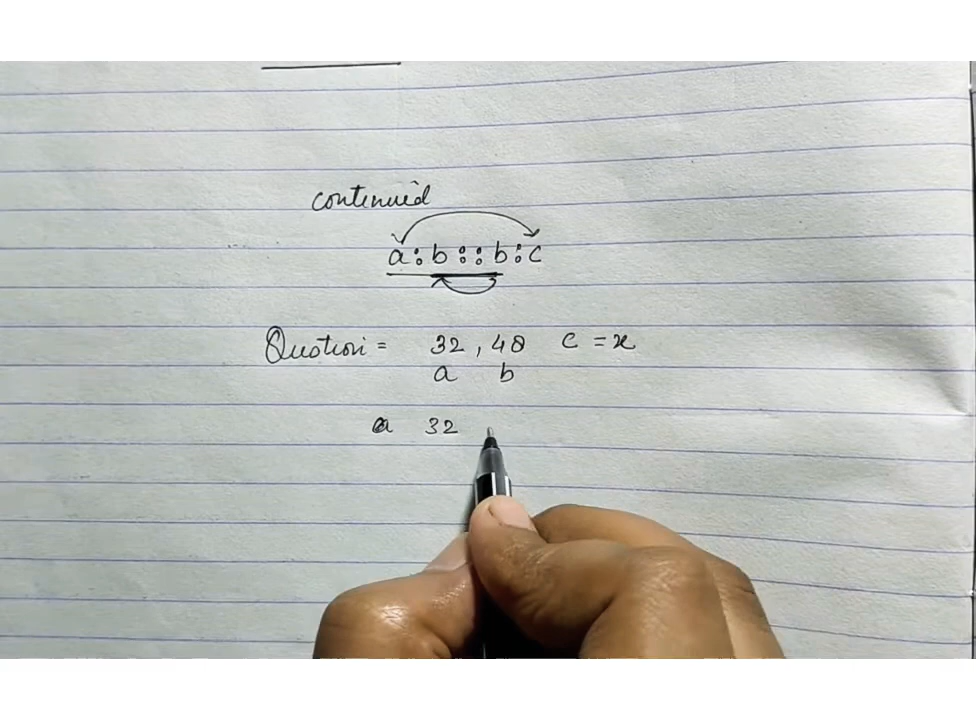 continued
a:b::b:c
Question = 32, 48 c = x
a b
a 32